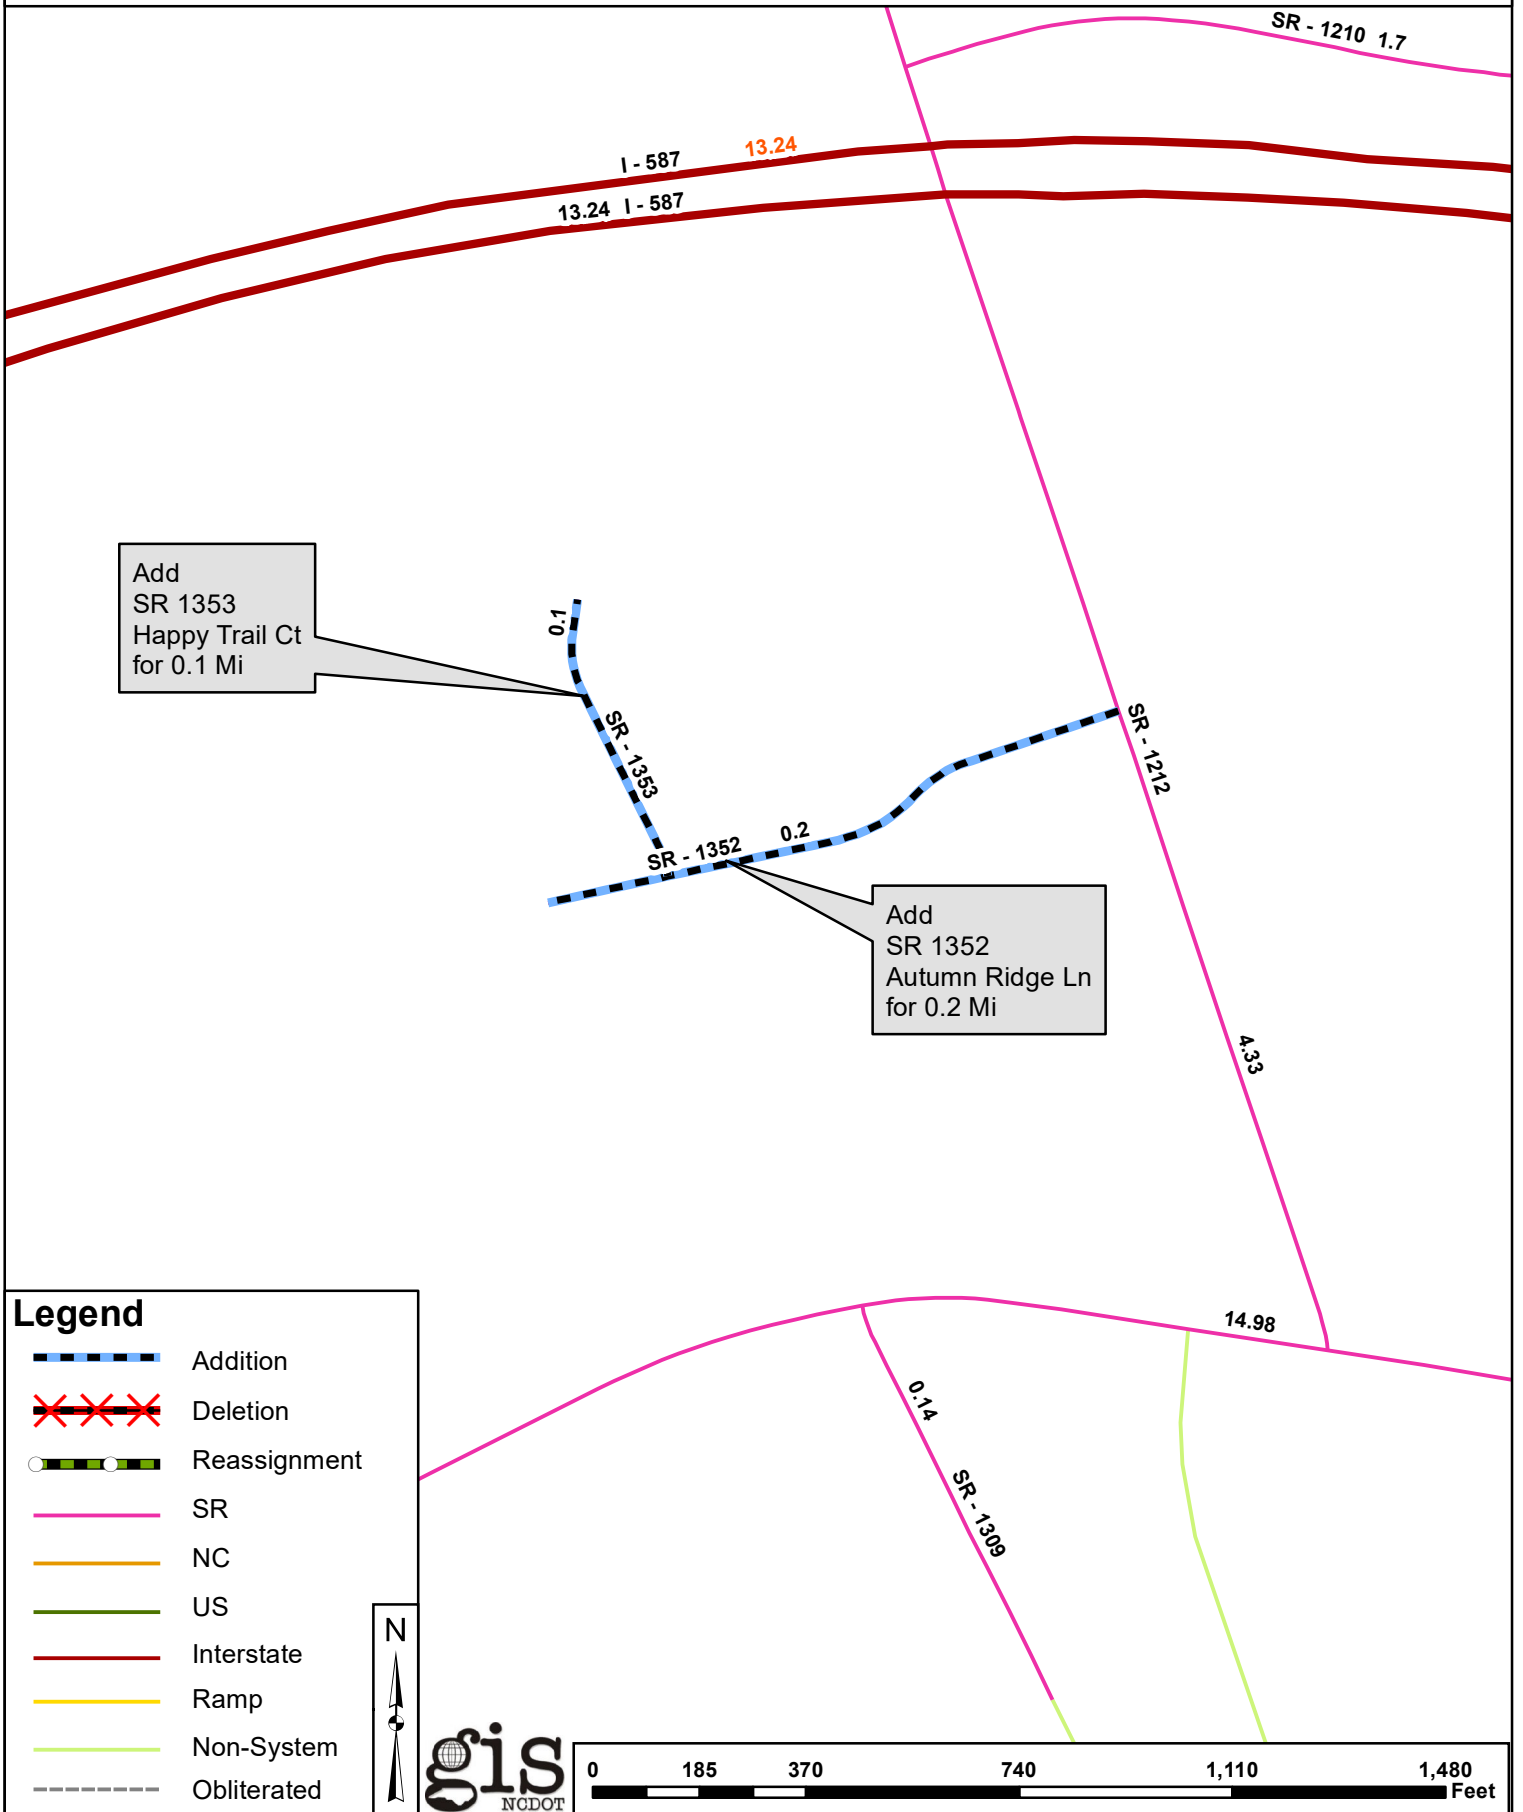 SR - 1210 1.7
I - 587 13.24
13.24 I - 587
Add
SR 1353
Happy Trail Ct
for 0.1 Mi
0.1
SR - 1353
SR - 1212
SR - 1352 0.2
Add
SR 1352
Autumn Ridge Ln
for 0.2 Mi
4.33
14.98
0.14
SR - 1309
Legend
Addition
Deletion
Reassignment
SR
NC
US
Interstate
Ramp
Non-System
Obliterated
N
gis
NCDOT
0 185 370 740 1,110 1,480
Feet